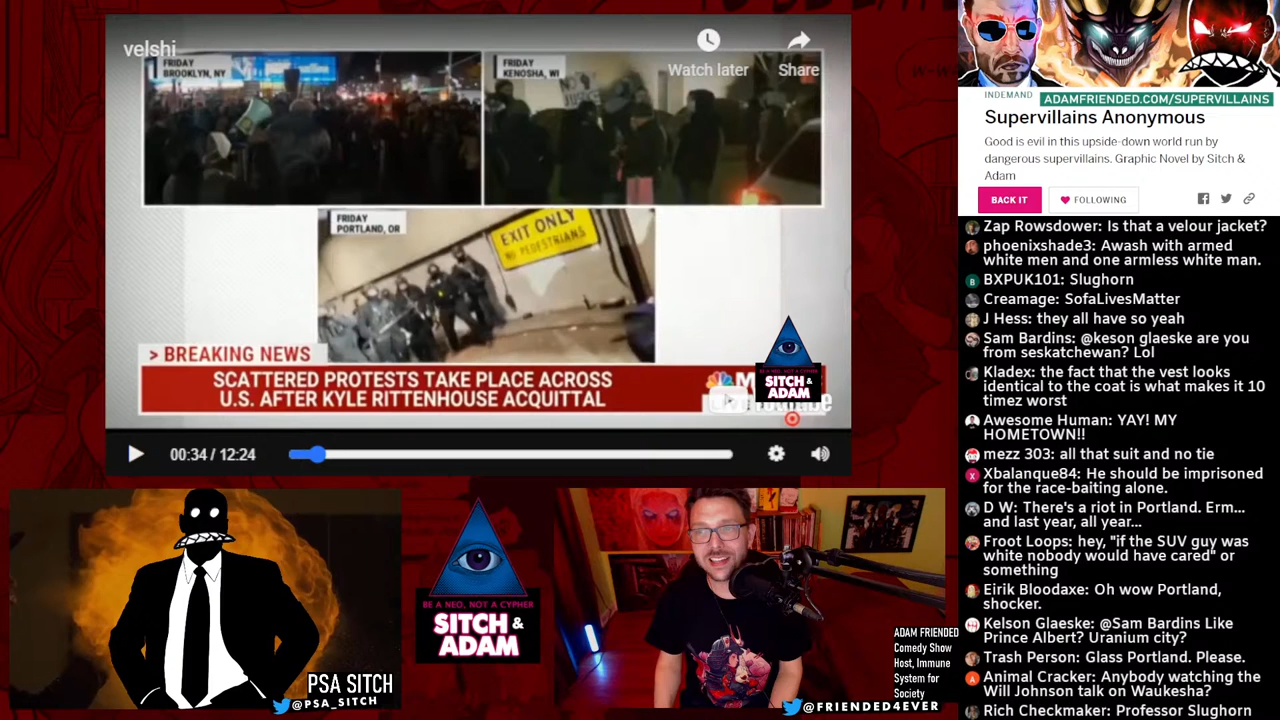 velshi
Watch later
Share
FRIDAY
BROOKLYN, NY
FRIDAY
KENOSHA, WI
FRIDAY
PORTLAND, OR
EXIT ONLY
NO PEDESTRIANS
> BREAKING NEWS
SCATTERED PROTESTS TAKE PLACE ACROSS
U.S. AFTER KYLE RITTENHOUSE ACQUITTAL
BE A NEO, NOT A CYPHER
SITCH &
ADAM
00:34 / 12:24
PSA SITCH
@PSA_SITCH
BE A NEO, NOT A CYPHER
SITCH &
ADAM
ADAM FRIENDED
Comedy Show
Host, Immune
System for
Society
@FRIENDED4EVER
INDEMAND
ADAMFRIENDED.COM/SUPERVILLAINS
Supervillains Anonymous
Good is evil in this upside-down world run by
dangerous supervillains. Graphic Novel by Sitch &
Adam
BACK IT
FOLLOWING
Zap Rowsdower: Is that a velour jacket?
phoenixshade3: Awash with armed
white men and one armless white man.
B BXPUK101: Slughorn
Creamage: SofaLivesMatter
J Hess: they all have so yeah
Sam Bardins: @keson glaeske are you
from seskatchewan? Lol
Kladex: the fact that the vest looks
identical to the coat is what makes it 10
timez worst
Awesome Human: YAY! MY
HOMETOWN!!
mezz 303: all that suit and no tie
X Xbalanque84: He should be imprisoned
for the race-baiting alone.
D W: There's a riot in Portland. Erm...
and last year, all year...
Froot Loops: hey, "if the SUV guy was
white nobody would have cared" or
something
Eirik Bloodaxe: Oh wow Portland,
shocker.
Kelson Glaeske: @Sam Bardins Like
Prince Albert? Uranium city?
Trash Person: Glass Portland. Please.
A Animal Cracker: Anybody watching the
Will Johnson talk on Waukesha?
Rich Checkmaker: Professor Slughorn